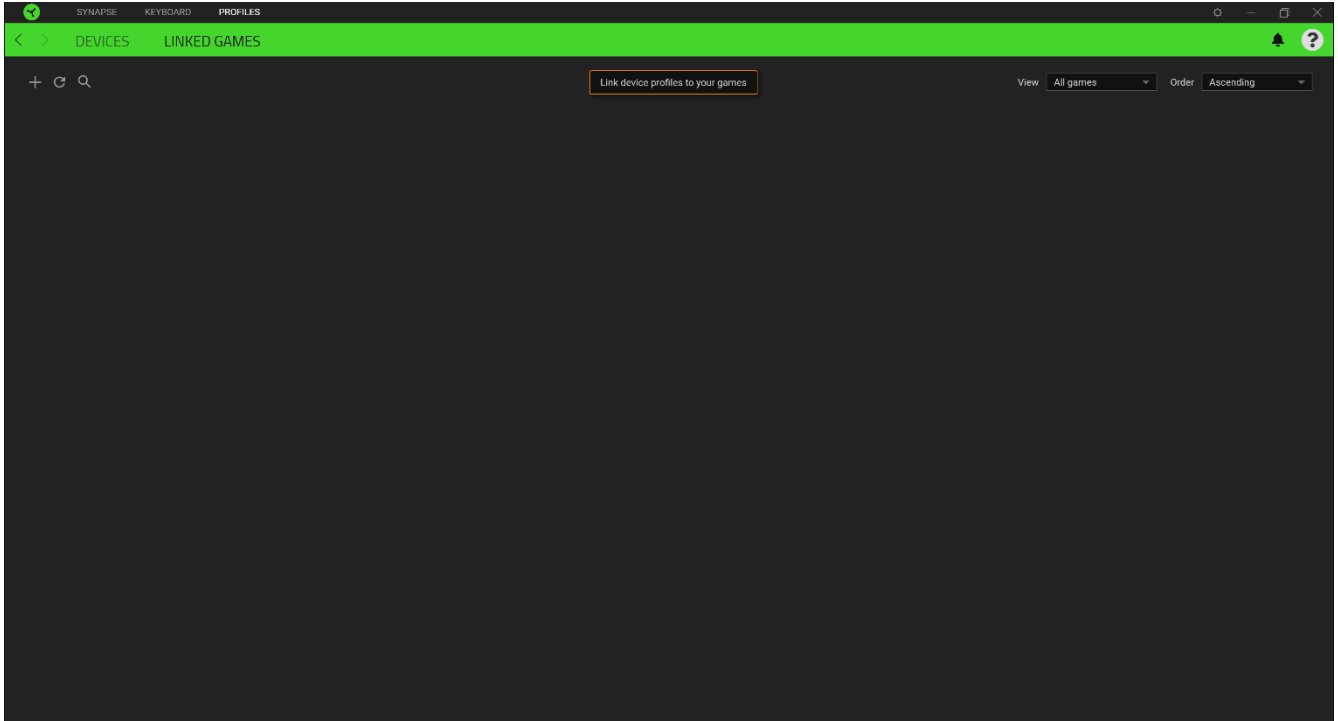 SYNAPSE KEYBOARD PROFILES
DEVICES LINKED GAMES ?
Link device profiles to your games View All games Order Ascending